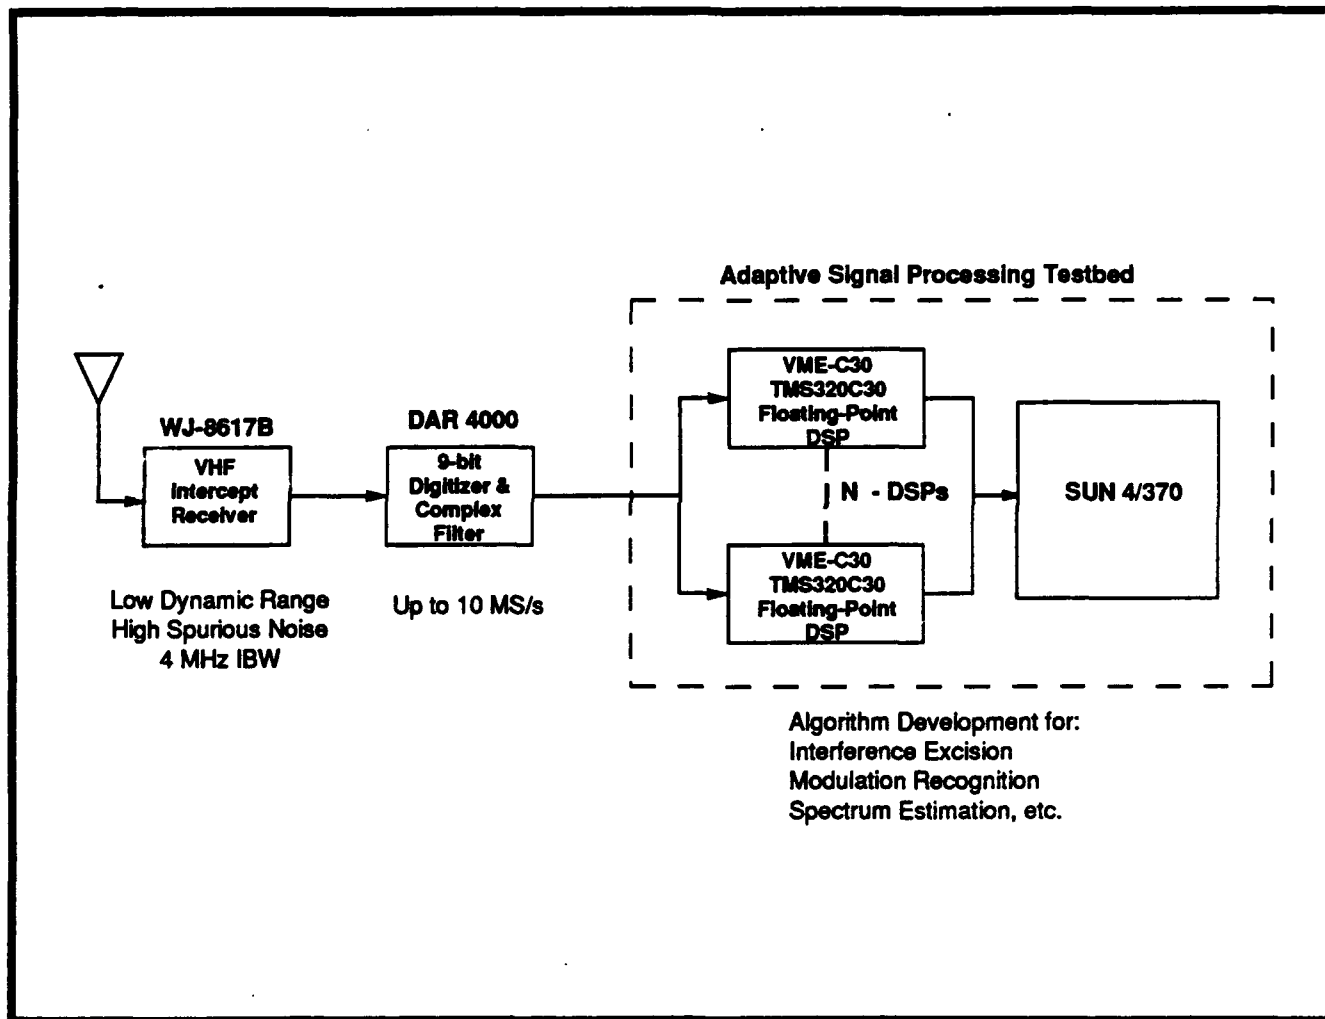 Adaptive Signal Processing Testbed
WJ-8617B
VHF
Intercept
Receiver
Low Dynamic Range
High Spurious Noise
4 MHz IBW
DAR 4000
9-bit
Digitizer &
Complex
Filter
Up to 10 MS/s
VME-C30
TMS320C30
Floating-Point
DSP
N - DSPs
VME-C30
TMS320C30
Floating-Point
DSP
SUN 4/370
Algorithm Development for:
Interference Excision
Modulation Recognition
Spectrum Estimation, etc.